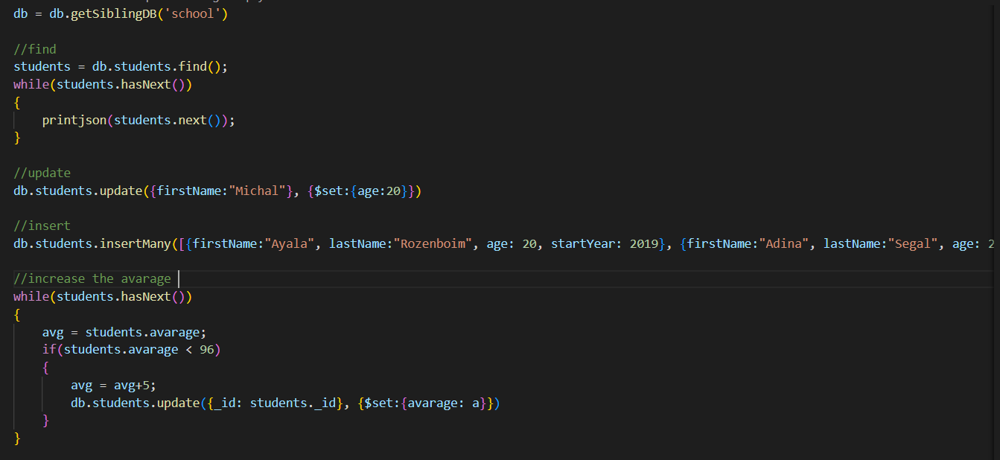 db = db.getSiblingDB('school')
//find
students = db.students.find();
while(students.hasNext())
{
printjson(students.next());
}
//update
db.students.update({firstName:"Michal"}, {$set:{age:20}})
//insert
db.students.insertMany([{firstName:"Ayala", lastName:"Rozenboim", age: 20, startYear: 2019}, {firstName:"Adina", lastName:"Segal", age: 2
//increase the avarage
while(students.hasNext())
{
avg = students.avarage;
if(students.avarage < 96)
{
avg = avg+5;
db.students.update({_id: students._id}, {$set:{avarage: a}})
}
}